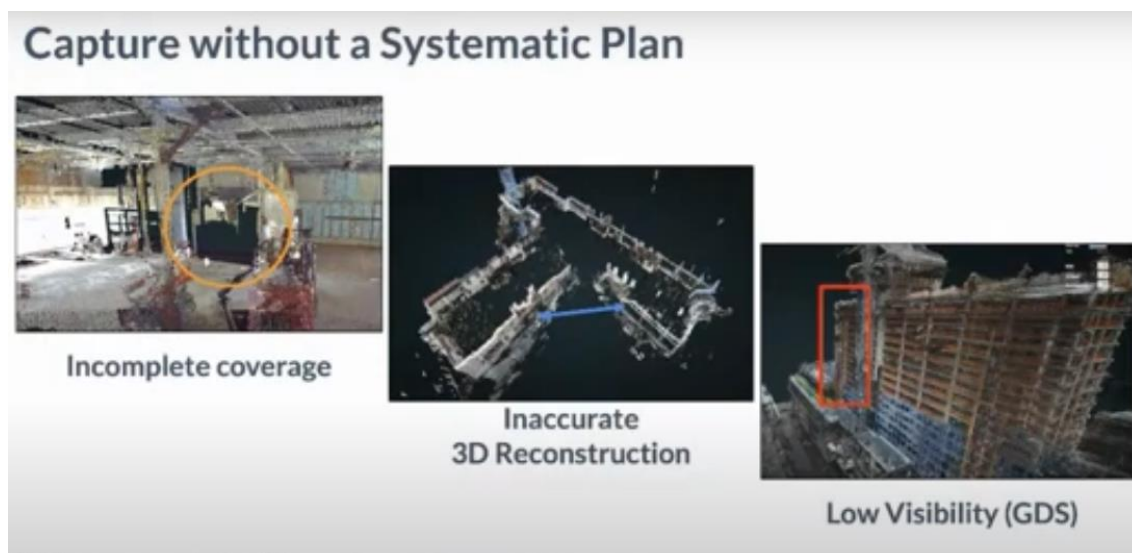 Capture without a Systematic Plan
Incomplete coverage
Inaccurate
3D Reconstruction
Low Visibility (GDS)